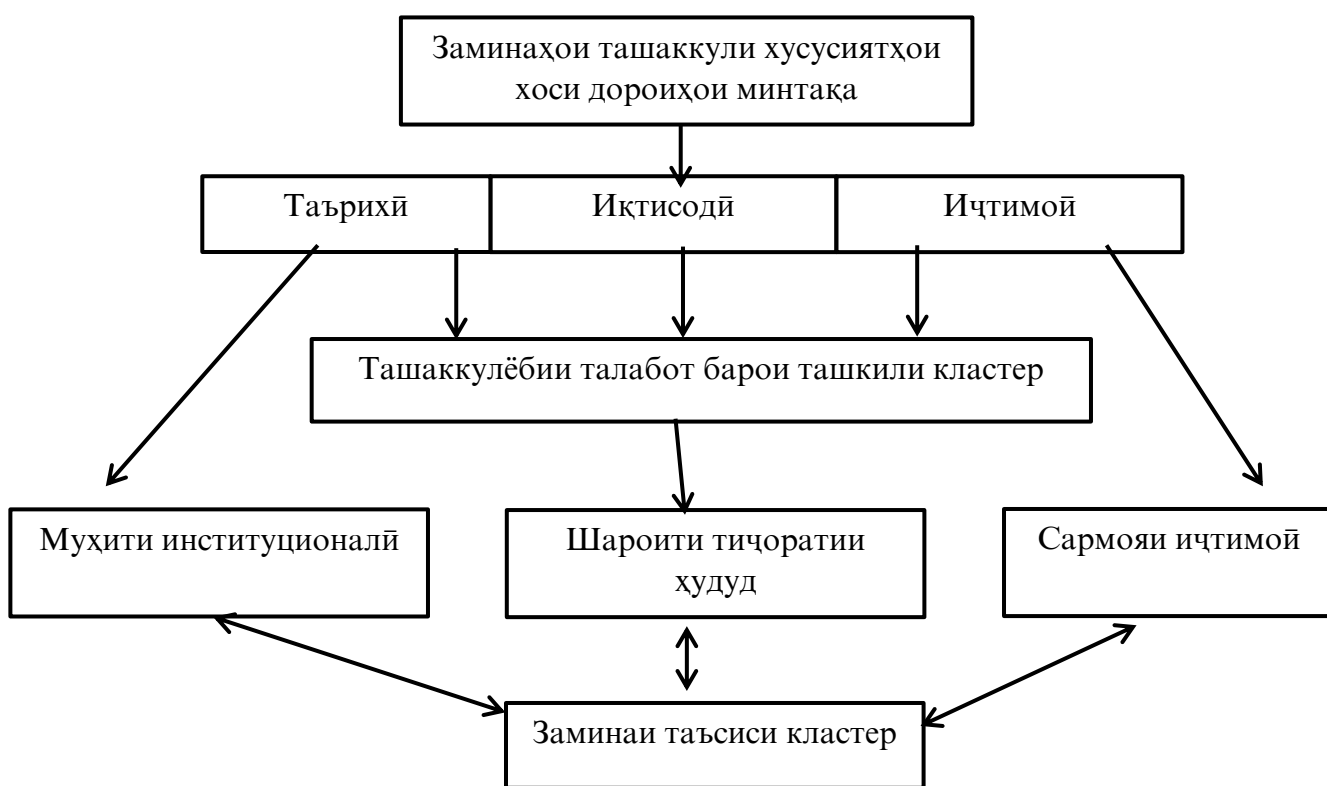 Заминаҳои ташаккули хусусиятҳои
хоси дороиҳои минтақа
Таърихӣ
Иқтисодӣ
Иҷтимоӣ
Ташаккулёбии талабот барои ташкили кластер
Муҳити институционалӣ
Шароити тиҷоратии
ҳудуд
Сармояи иҷтимоӣ
Заминаи таъсиси кластер